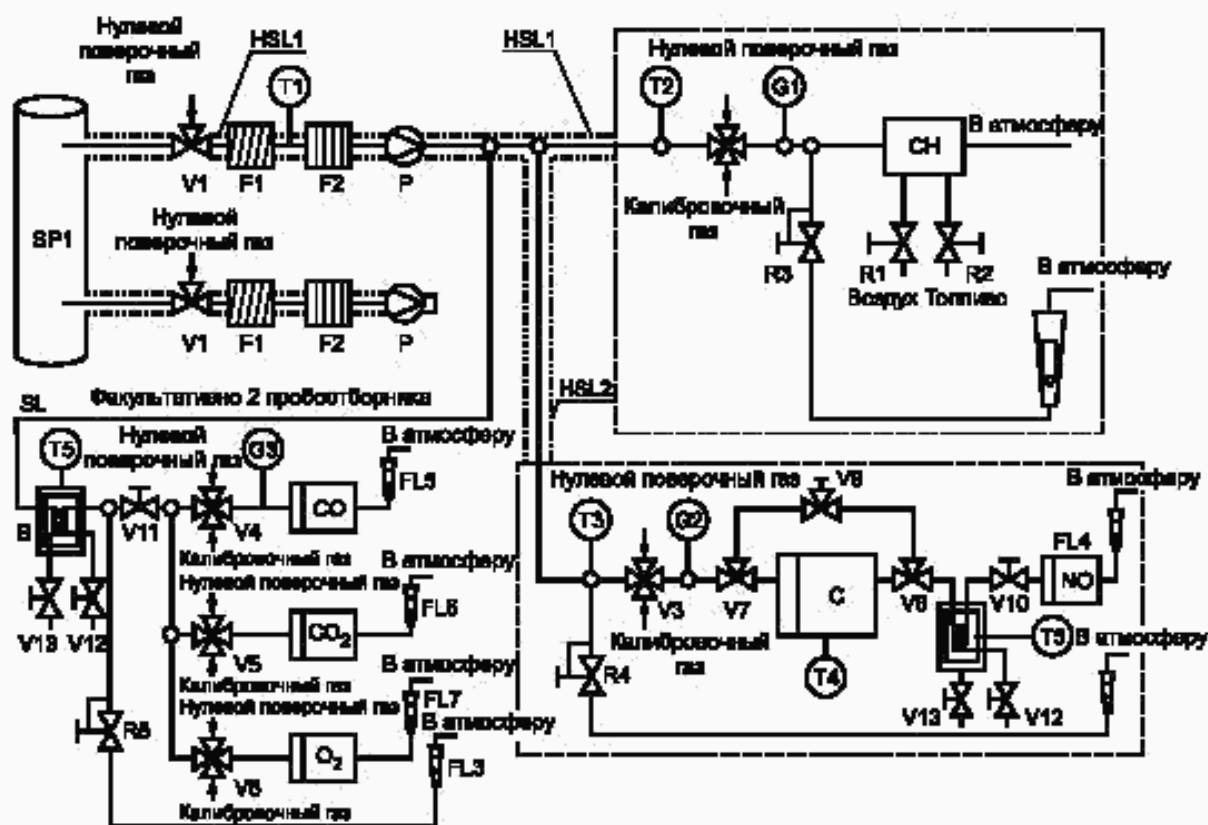 Нулевой
поверочный
газ
HSL1
T1
HSL1
Нулевой поверочный газ
T2
G1
CH
В атмосферу
V1
F1
F2
P
Калибровочный
газ
Нулевой
поверочный газ
SP1
R3
R1
R2
Воздух Топливо
В атмосферу
V1
F1
F2
P
Факультативно 2 пробоотборника
HSL2
SL
Нулевой
поверочный газ
T5
G3
В атмосферу
FL5
CO
B
V11
V4
Калибровочный газ
Нулевой поверочный газ
В атмосферу
FL6
CO2
V13
V12
V5
Калибровочный газ
Нулевой поверочный газ
FL7
В атмосферу
O2
FL3
V6
Калибровочный газ
Нулевой поверочный газ
В атмосферу
T3
G2
FL4
NO
V3
V7
C
V10
Калибровочный
газ
T5
В атмосферу
R4
T4
V13
V12